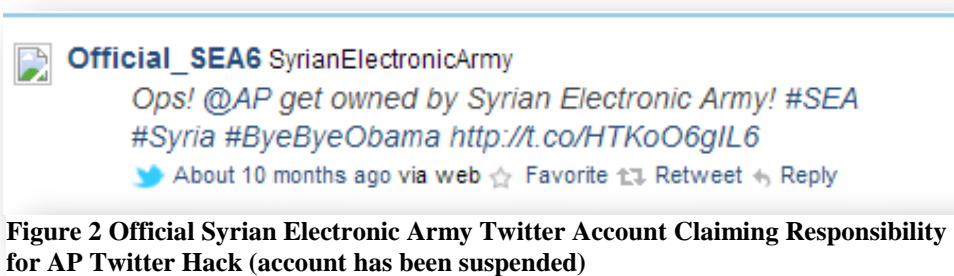 Official_SEA6 SyrianElectronicArmy
Ops! @AP get owned by Syrian Electronic Army! #SEA
#Syria #ByeByeObama http://t.co/HTKoO6gIL6
About 10 months ago via web Favorite Retweet Reply
Figure 2 Official Syrian Electronic Army Twitter Account Claiming Responsibility
for AP Twitter Hack (account has been suspended)